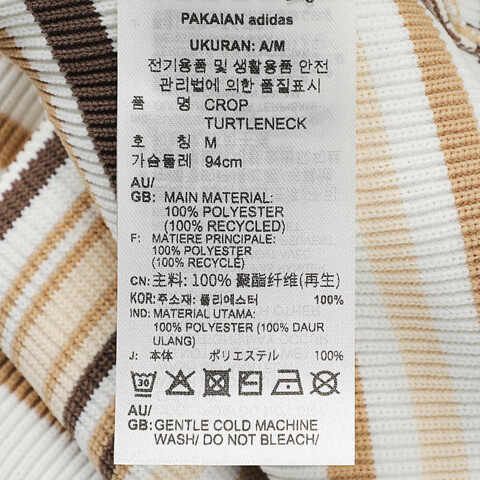 PAKAIAN adidas
UKURAN: A/M
전기용품 및 생활용품 안전
관리법에 의한 품질표시
품 명 CROP
TURTLENECK
호 칭 M
가슴둘레 94cm
AU/
GB: MAIN MATERIAL:
100% POLYESTER
(100% RECYCLED)
F: MATIERE PRINCIPALE:
100% POLYESTER
(100% RECYCLÉ)
CN: 主料: 100% 聚酯纤维(再生)
KOR: 주소재: 폴리에스터 100%
IND: MATERIAL UTAMA:
100% POLYESTER (100% DAUR
ULANG)
J: 本体 ポリエステル 100%
30
AU/
GB: GENTLE COLD MACHINE
WASH/ DO NOT BLEACH/